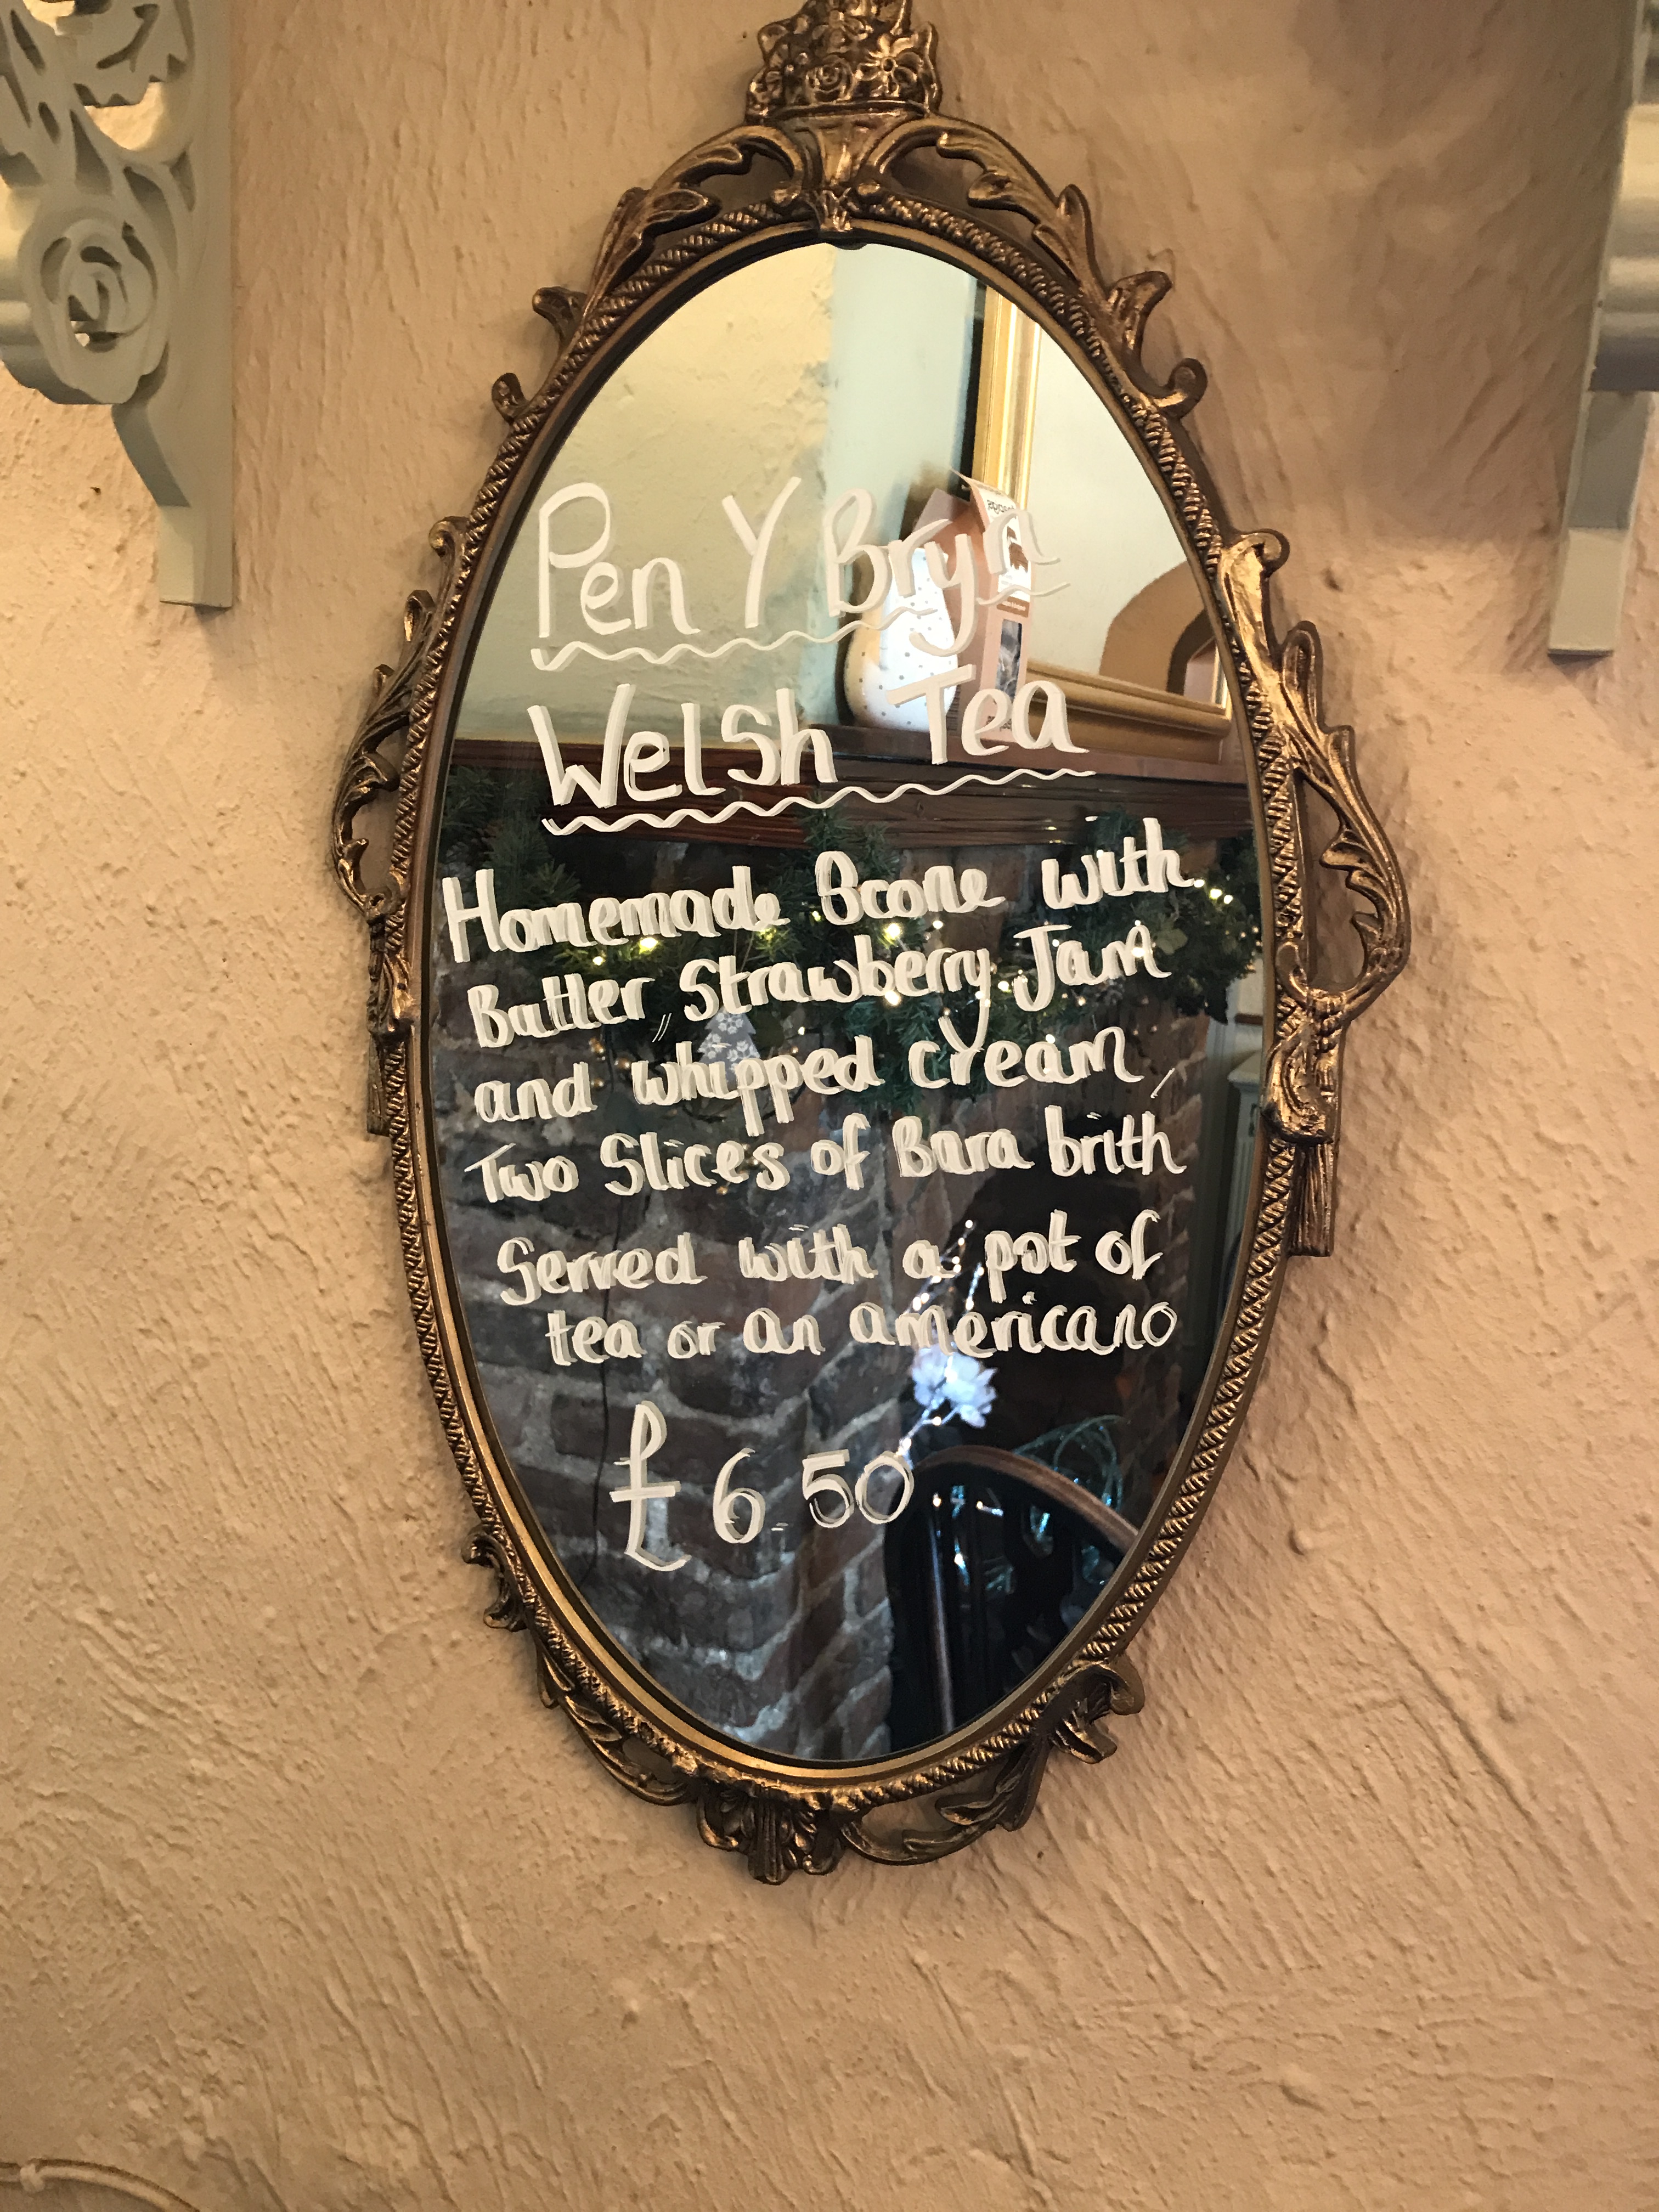 Pen Y Bryn
Welsh Tea
Homemade Scone with
Butter, Strawberry Jam
and whipped cream,
Two Slices of Bara brith
Served with a pot of
tea or an americano
£6.50